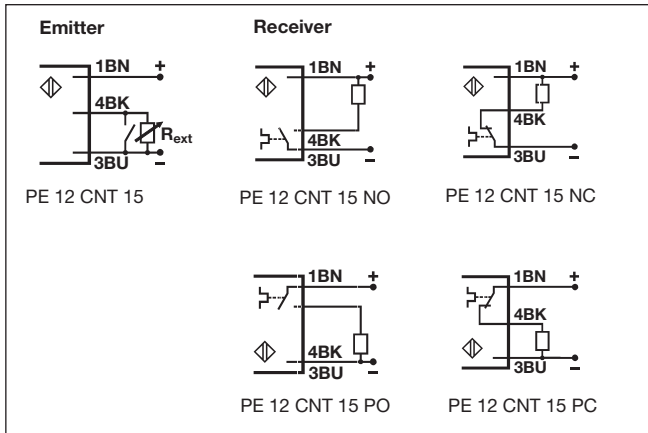 Emitter
Receiver
1BN +
4BK
Rext
3BU –
PE 12 CNT 15
1BN +
4BK
3BU –
PE 12 CNT 15 NO
1BN +
4BK
3BU –
PE 12 CNT 15 NC
1BN +
4BK
3BU –
PE 12 CNT 15 PO
1BN +
4BK
3BU –
PE 12 CNT 15 PC